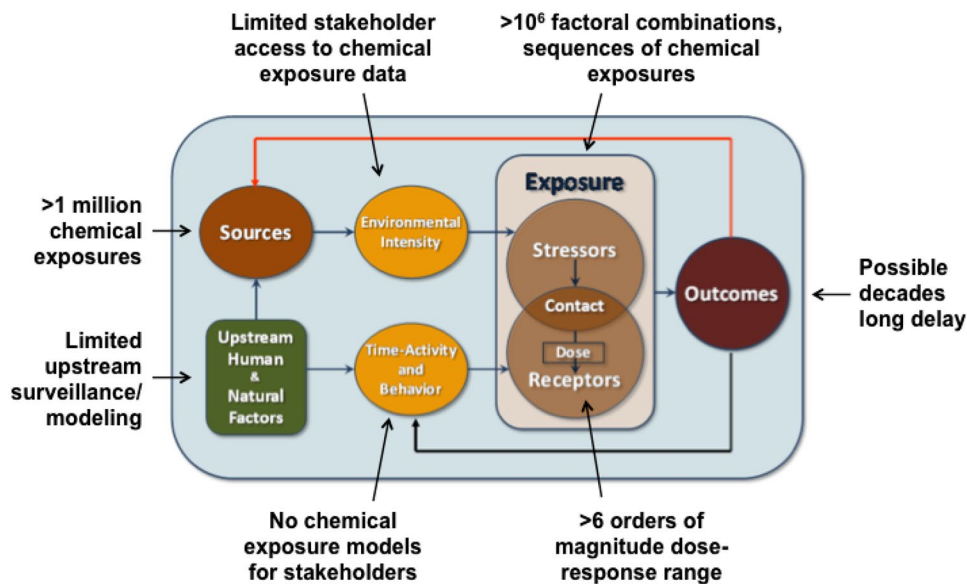 Limited stakeholder
access to chemical
exposure data
>10⁶ factoral combinations,
sequences of chemical
exposures
>1 million
chemical
exposures
Sources
Environmental
Intensity
Exposure
Stressors
Contact
Dose
Receptors
Outcomes
Possible
decades
long delay
Limited
upstream
surveillance/
modeling
Upstream
Human
&
Natural
Factors
Time-Activity
and
Behavior
No chemical
exposure models
for stakeholders
>6 orders of
magnitude dose-
response range